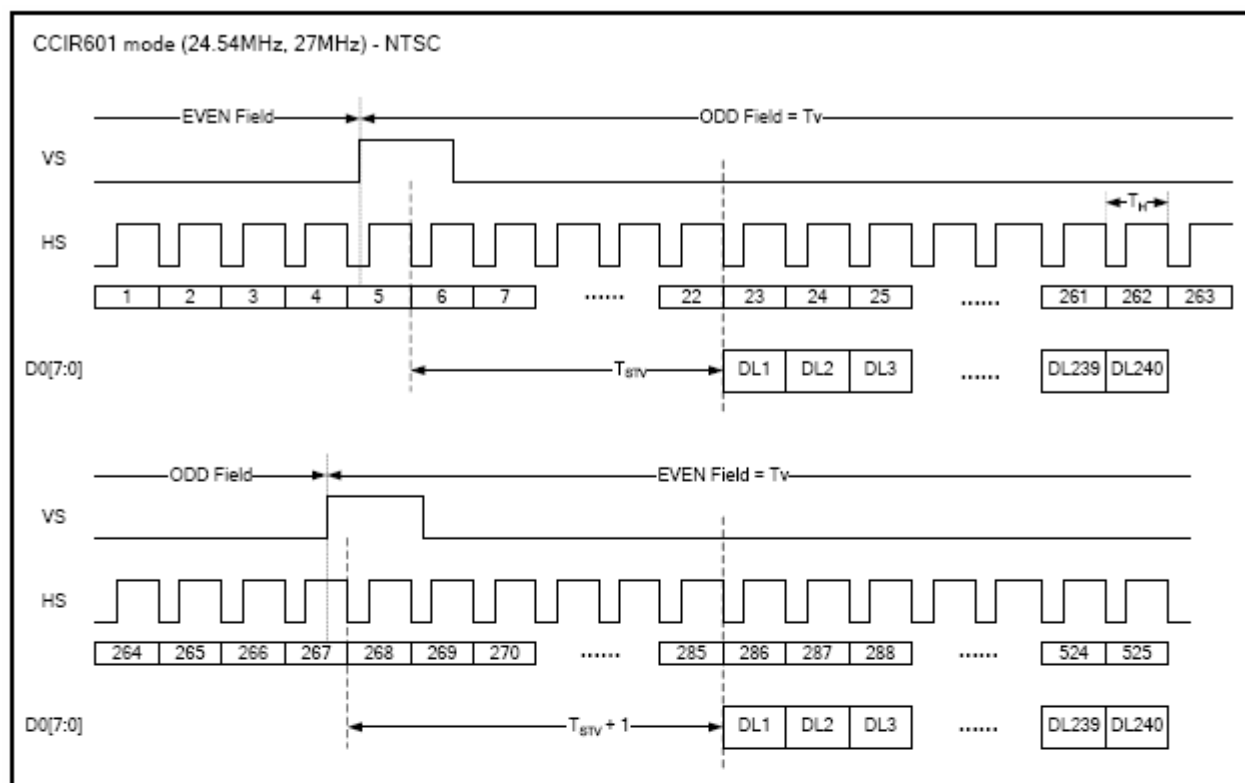 CCIR601 mode (24.54MHz, 27MHz) - NTSC
EVEN Field ODD Field = Tv
VS
HS TH
1 2 3 4 5 6 7 ...... 22 23 24 25 ...... 261 262 263
D0[7:0] TSTV DL1 DL2 DL3 ...... DL239 DL240
ODD Field EVEN Field = Tv
VS
HS
264 265 266 267 268 269 270 ...... 285 286 287 288 ...... 524 525
D0[7:0] TSTV + 1 DL1 DL2 DL3 ...... DL239 DL240